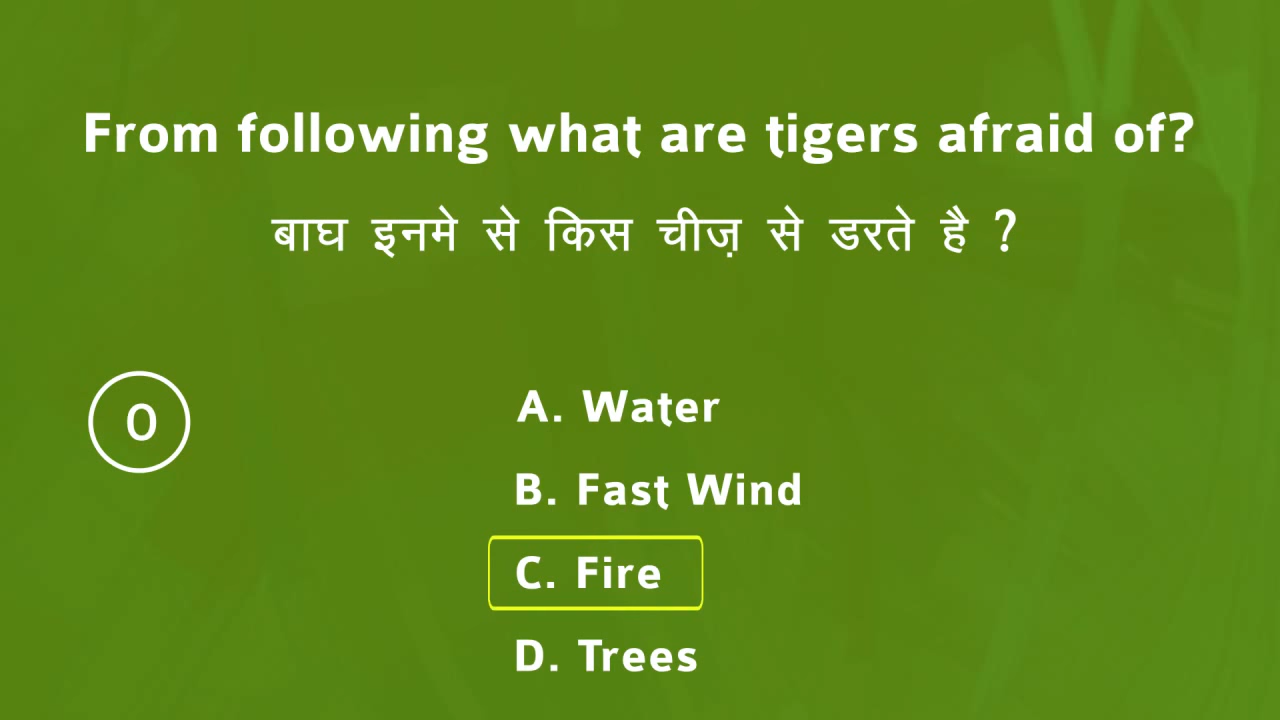 From following what are tigers afraid of?
बाघ इनमे से किस चीज़ से डरते है ?
0
A. Water
B. Fast Wind
C. Fire
D. Trees